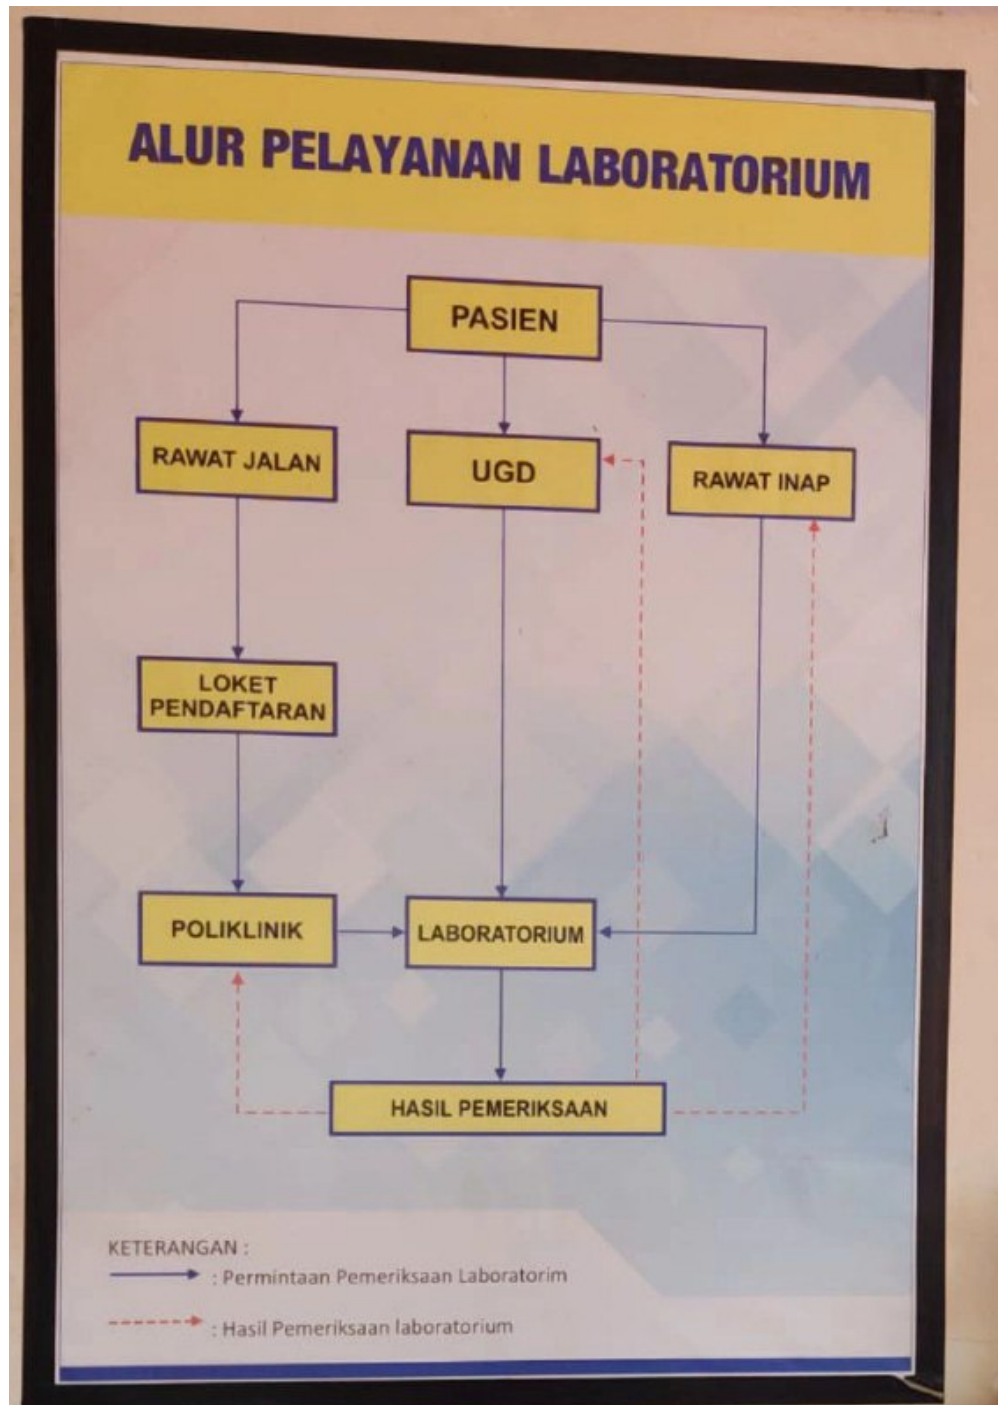 ALUR PELAYANAN LABORATORIUM
PASIEN
RAWAT JALAN
UGD
RAWAT INAP
LOKET
PENDAFTARAN
POLIKLINIK
LABORATORIUM
HASIL PEMERIKSAAN
KETERANGAN :
: Permintaan Pemeriksaan Laboratorim
: Hasil Pemeriksaan laboratorium